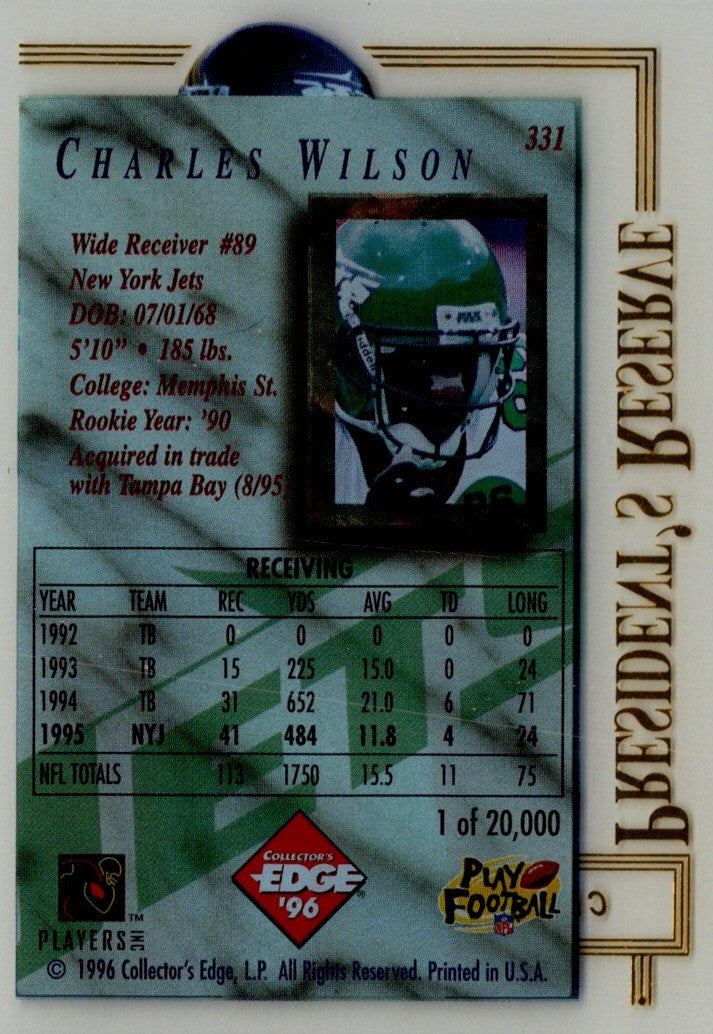 331
CHARLES WILSON
Wide Receiver #89
New York Jets
DOB: 07/01/68
5'10" • 185 lbs.
College: Memphis St.
Rookie Year: '90
Acquired in trade
with Tampa Bay (8/95)
Riddell
PRESIDENT'S RESERVE
RECEIVING
YEAR TEAM REC YDS AVG TD LONG
1992 TB 0 0 0 0 0
1993 TB 15 225 15.0 0 24
1994 TB 31 652 21.0 6 71
1995 NYJ 41 484 11.8 4 24
NFL TOTALS 113 1750 15.5 11 75
1 of 20,000
COLLECTOR'S
EDGE
'96
PLAYERS INC
TM
PLAY
FOOTBALL
NFL
© 1996 Collector's Edge, L.P. All Rights Reserved. Printed in U.S.A.